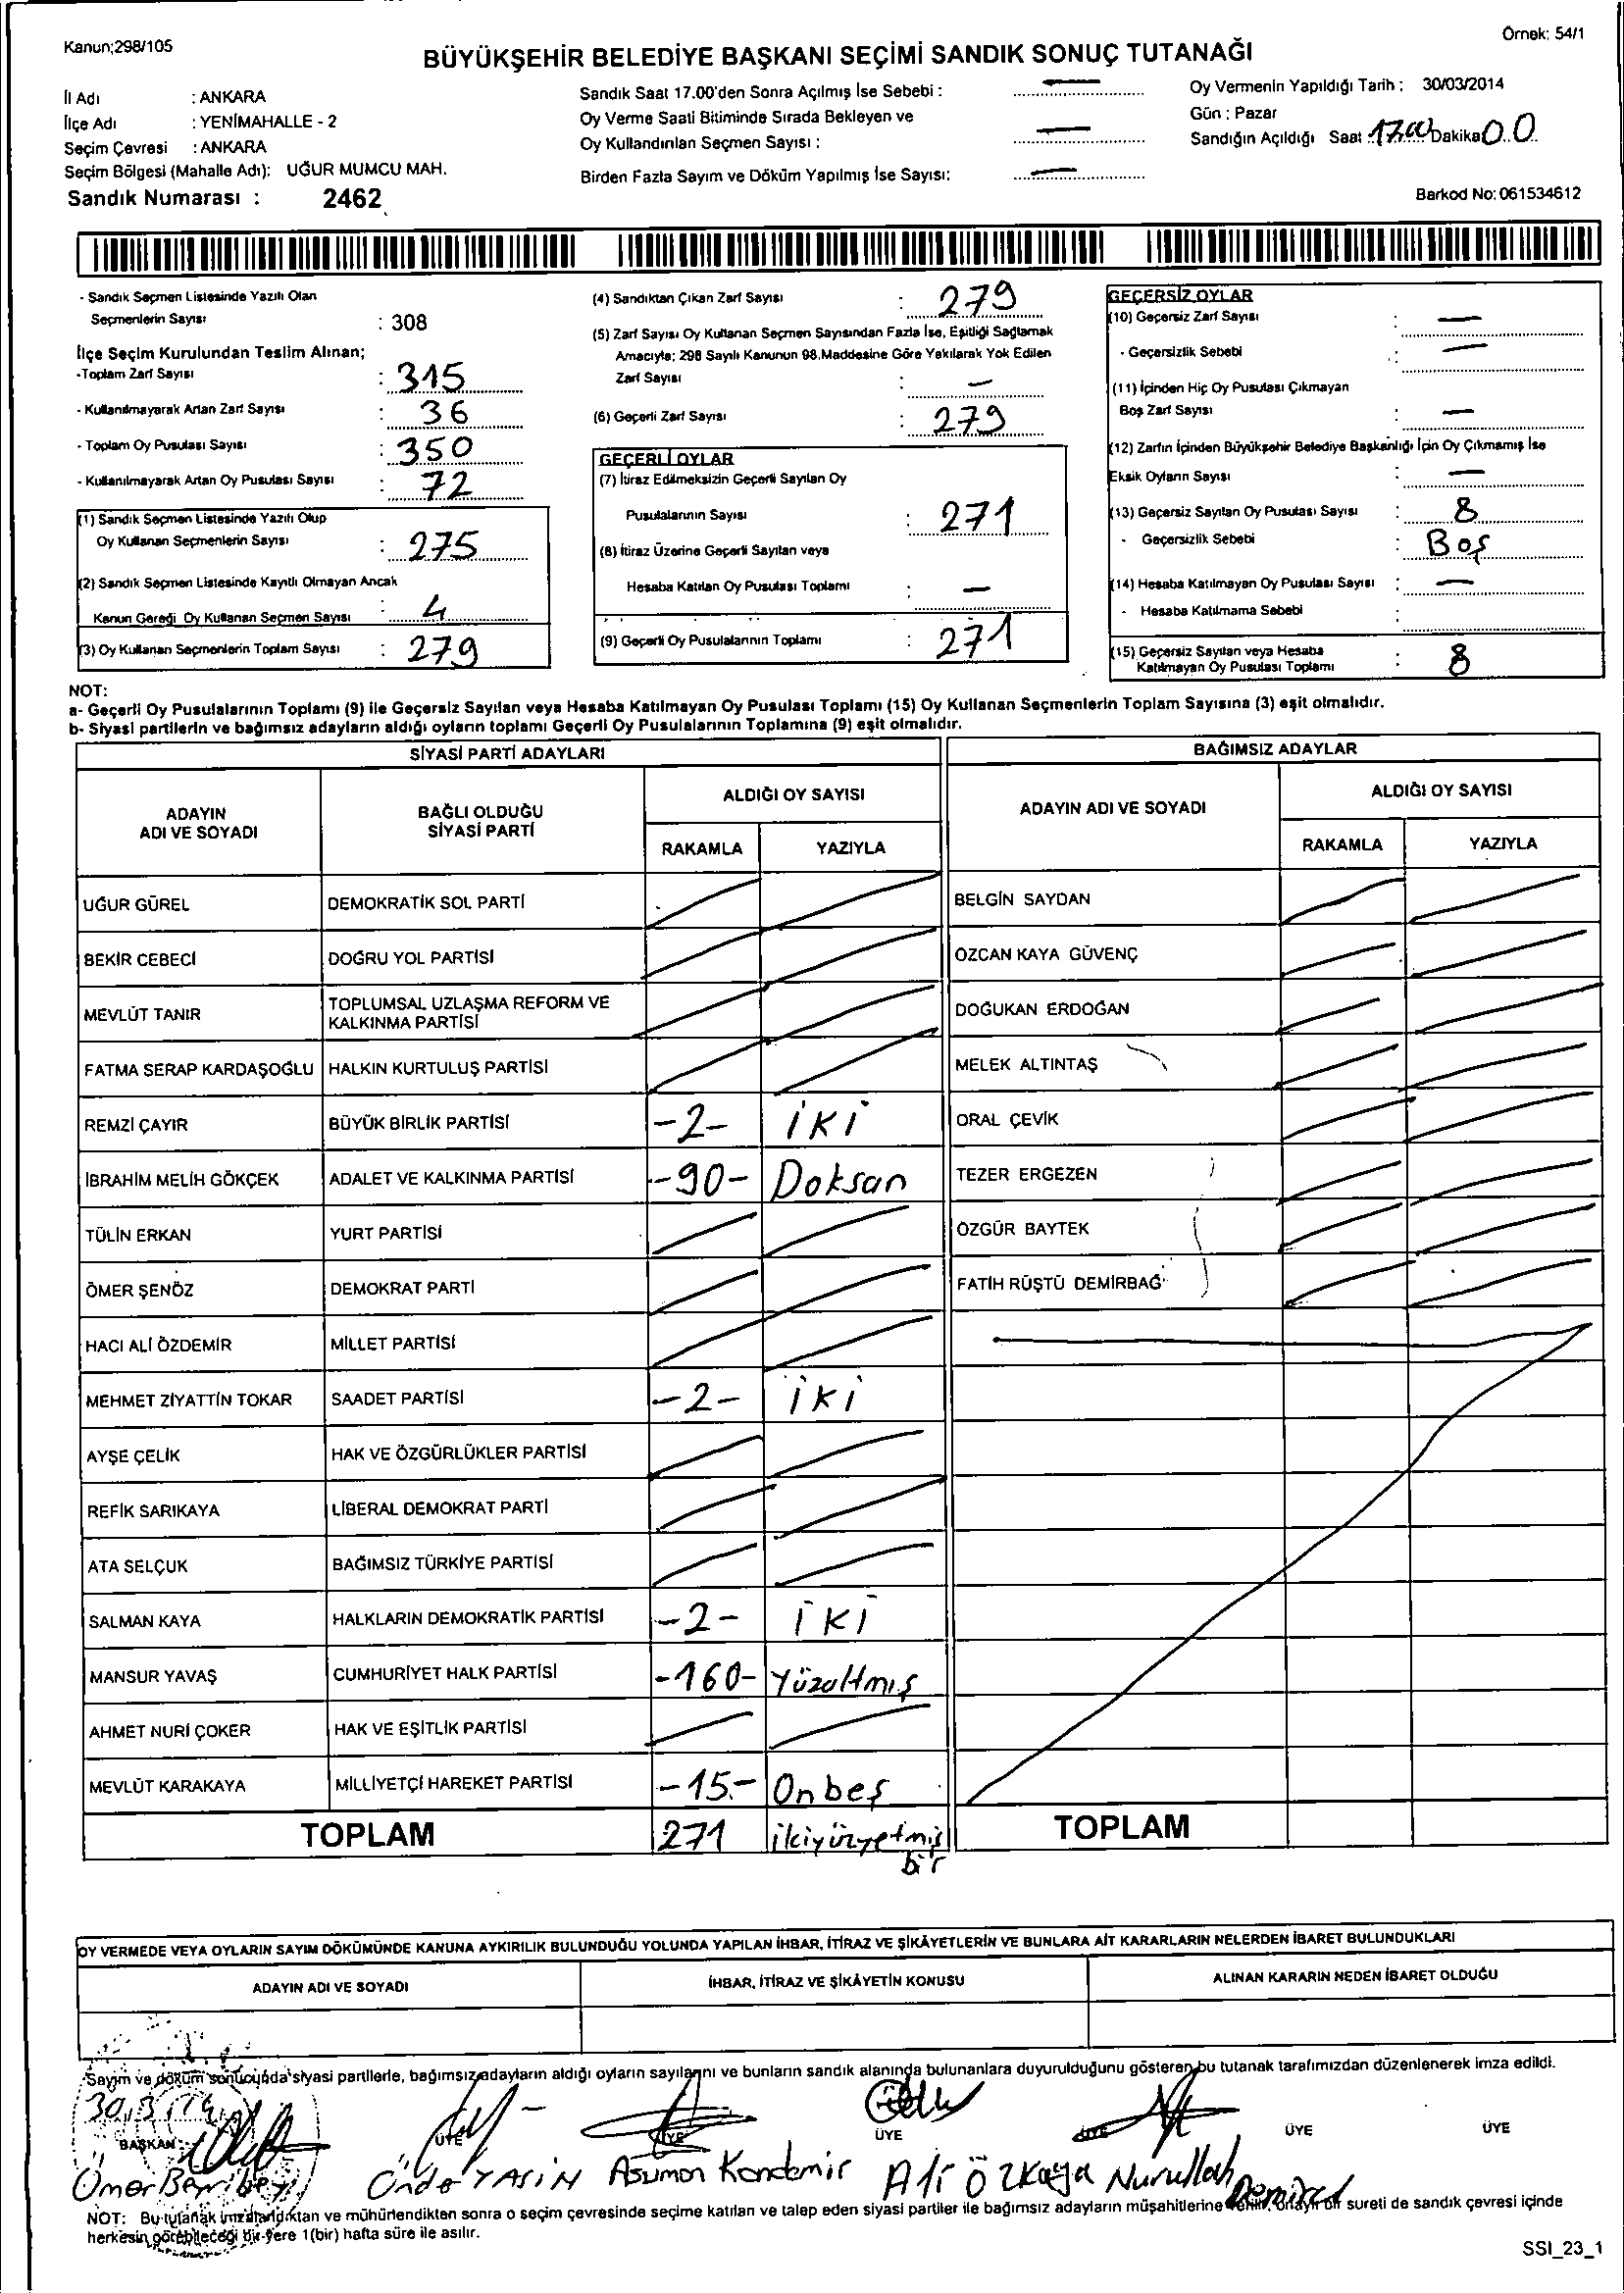 Kanun;298/105
Örnek: 54/1
BÜYÜKŞEHİR BELEDİYE BAŞKANI SEÇİMİ SANDIK SONUÇ TUTANAĞI
İl Adı : ANKARA
İlçe Adı : YENİMAHALLE - 2
Seçim Çevresi : ANKARA
Seçim Bölgesi (Mahalle Adı): UĞUR MUMCU MAH.
Sandık Numarası : 2462
Sandık Saat 17.00'den Sonra Açılmış İse Sebebi : —
Oy Verme Saati Bitiminde Sırada Bekleyen ve
Oy Kullandırılan Seçmen Sayısı : —
Birden Fazla Sayım ve Döküm Yapılmış İse Sayısı: —
Oy Vermenin Yapıldığı Tarih : 30/03/2014
Gün : Pazar
Sandığın Açıldığı Saat 17.00 Dakika 00
Barkod No: 061534612
- Sandık Seçmen Listesinde Yazılı Olan
Seçmenlerin Sayısı : 308
İlçe Seçim Kurulundan Teslim Alınan;
-Toplam Zarf Sayısı : 315
- Kullanılmayarak Artan Zarf Sayısı : 36
- Toplam Oy Pusulası Sayısı : 350
- Kullanılmayarak Artan Oy Pusulası Sayısı : 72
(1) Sandık Seçmen Listesinde Yazılı Olup
Oy Kullanan Seçmenlerin Sayısı : 275
(2) Sandık Seçmen Listesinde Kayıtlı Olmayan Ancak
Kanun Gereği Oy Kullanan Seçmen Sayısı : 4
(3) Oy Kullanan Seçmenlerin Toplam Sayısı : 279
(4) Sandıktan Çıkan Zarf Sayısı : 279
(5) Zarf Sayısı Oy Kullanan Seçmen Sayısından Fazla İse, Eşitliği Sağlamak
Amacıyla; 298 Sayılı Kanunun 98.Maddesine Göre Yakılarak Yok Edilen
Zarf Sayısı : —
(6) Geçerli Zarf Sayısı : 279
GEÇERLİ OYLAR
(7) İtiraz Edilmeksizin Geçerli Sayılan Oy
Pusulalarının Sayısı : 271
(8) İtiraz Üzerine Geçerli Sayılan veya
Hesaba Katılan Oy Pusulası Toplamı : —
(9) Geçerli Oy Pusulalarının Toplamı : 271
GEÇERSİZ OYLAR
(10) Geçersiz Zarf Sayısı : —
- Geçersizlik Sebebi : —
(11) İçinden Hiç Oy Pusulası Çıkmayan
Boş Zarf Sayısı : —
(12) Zarfın İçinden Büyükşehir Belediye Başkanlığı İçin Oy Çıkmamış İse
Eksik Oyların Sayısı : —
(13) Geçersiz Sayılan Oy Pusulası Sayısı : 8
- Geçersizlik Sebebi : Boş
(14) Hesaba Katılmayan Oy Pusulası Sayısı : —
- Hesaba Katılmama Sebebi :
(15) Geçersiz Sayılan veya Hesaba
Katılmayan Oy Pusulası Toplamı : 8
NOT:
a- Geçerli Oy Pusulalarının Toplamı (9) ile Geçersiz Sayılan veya Hesaba Katılmayan Oy Pusulası Toplamı (15) Oy Kullanan Seçmenlerin Toplam Sayısına (3) eşit olmalıdır.
b- Siyasi partilerin ve bağımsız adayların aldığı oyların toplamı Geçerli Oy Pusulalarının Toplamına (9) eşit olmalıdır.
SİYASİ PARTİ ADAYLARI
ADAYIN
ADI VE SOYADI
BAĞLI OLDUĞU
SİYASİ PARTİ
ALDIĞI OY SAYISI
RAKAMLA YAZIYLA
UĞUR GÜREL DEMOKRATİK SOL PARTİ
BEKİR CEBECİ DOĞRU YOL PARTİSİ
MEVLÜT TANIR TOPLUMSAL UZLAŞMA REFORM VE
KALKINMA PARTİSİ
FATMA SERAP KARDAŞOĞLU HALKIN KURTULUŞ PARTİSİ
REMZİ ÇAYIR BÜYÜK BİRLİK PARTİSİ -2- iki
İBRAHİM MELİH GÖKÇEK ADALET VE KALKINMA PARTİSİ -90- Doksan
TÜLİN ERKAN YURT PARTİSİ
ÖMER ŞENÖZ DEMOKRAT PARTİ
HACI ALİ ÖZDEMİR MİLLET PARTİSİ
MEHMET ZİYATTİN TOKAR SAADET PARTİSİ -2- iki
AYŞE ÇELİK HAK VE ÖZGÜRLÜKLER PARTİSİ
REFİK SARIKAYA LİBERAL DEMOKRAT PARTİ
ATA SELÇUK BAĞIMSIZ TÜRKİYE PARTİSİ
SALMAN KAYA HALKLARIN DEMOKRATİK PARTİSİ -2- iki
MANSUR YAVAŞ CUMHURİYET HALK PARTİSİ -160- Yüzaltmış
AHMET NURİ ÇOKER HAK VE EŞİTLİK PARTİSİ
MEVLÜT KARAKAYA MİLLİYETÇİ HAREKET PARTİSİ -15- Onbeş
TOPLAM 271 ikiyüzyetmiş
bir
BAĞIMSIZ ADAYLAR
ADAYIN ADI VE SOYADI
ALDIĞI OY SAYISI
RAKAMLA YAZIYLA
BELGİN SAYDAN
ÖZCAN KAYA GÜVENÇ
DOĞUKAN ERDOĞAN
MELEK ALTINTAŞ
ORAL ÇEVİK
TEZER ERGEZEN
ÖZGÜR BAYTEK
FATİH RÜŞTÜ DEMİRBAĞ
TOPLAM
OY VERMEDE VEYA OYLARIN SAYIM DÖKÜMÜNDE KANUNA AYKIRILIK BULUNDUĞU YOLUNDA YAPILAN İHBAR, İTİRAZ VE ŞİKÂYETLERİN VE BUNLARA AİT KARARLARIN NELERDEN İBARET BULUNDUKLARI
ADAYIN ADI VE SOYADI İHBAR, İTİRAZ VE ŞİKÂYETİN KONUSU ALINAN KARARIN NEDEN İBARET OLDUĞU
Sayım ve döküm sonucunda siyasi partilerle, bağımsız adayların aldığı oyların sayılarını ve bunların sandık alanında bulunanlara duyurulduğunu gösteren bu tutanak tarafımızdan düzenlenerek imza edildi.
30.3.14
BAŞKAN ÜYE ÜYE ÜYE ÜYE ÜYE ÜYE
Ömer Önder YASİN Asuman Kandemir Ali Özkaya Nurullah Demirel
NOT: Bu tutanak imzalandıktan ve mühürlendikten sonra o seçim çevresinde seçime katılan ve talep eden siyasi partiler ile bağımsız adayların müşahitlerine verilir, onaylı bir sureti de sandık çevresi içinde
herkesin görebileceği bir yere 1(bir) hafta süre ile asılır.
SSI_23_1